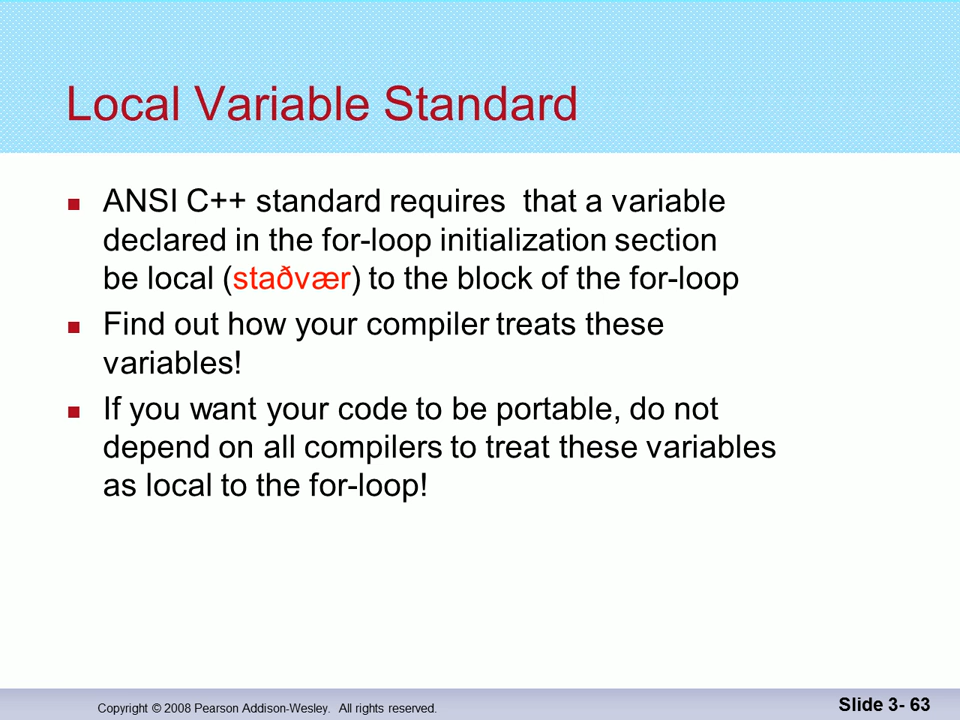 Local Variable Standard
ANSI C++ standard requires  that a variable
declared in the for-loop initialization section
be local (staðvær) to the block of the for-loop
Find out how your compiler treats these
variables!
If you want your code to be portable, do not
depend on all compilers to treat these variables
as local to the for-loop!
Copyright © 2008 Pearson Addison-Wesley.  All rights reserved.
Slide 3- 63